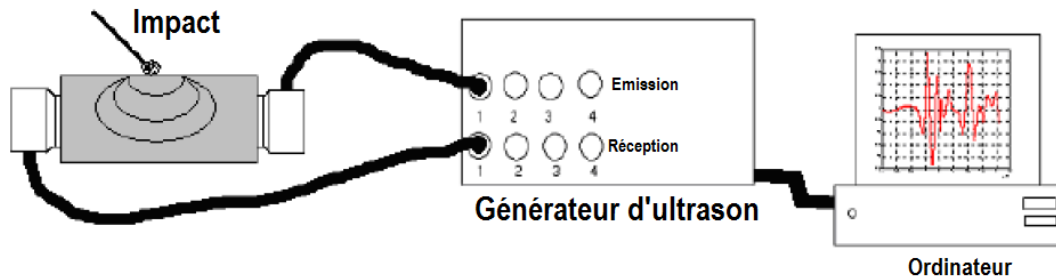 Impact
Emission
1 2 3 4
Réception
1 2 3 4
Générateur d'ultrason
Ordinateur